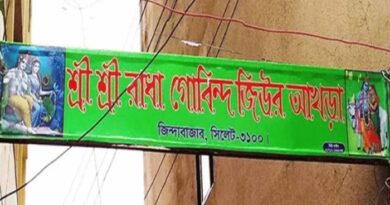 শ্রী শ্রী রাধা গোবিন্দ জিউর আখড়া
জিন্দাবাজার, সিলেট-৩১০০।